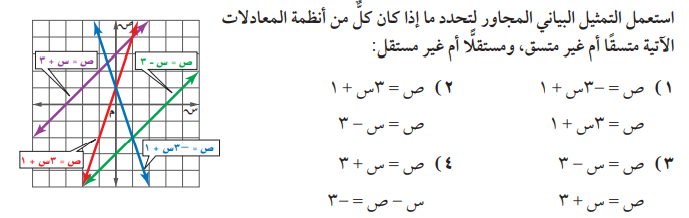 استعمل التمثيل البياني المجاور لتحدد ما إذا كان كلٌّ من أنظمة المعادلات
الآتية متسقًا أم غير متسق، ومستقلًّا أم غير مستقل:
١) ص = –٣س + ١
ص = ٣س + ١
٢) ص = ٣س + ١
ص = س – ٣
٣) ص = س – ٣
ص = س + ٣
٤) ص = س + ٣
س – ص = –٣
ص
ص = س + ٣
ص = س – ٣
س
م
ص = ٣س + ١
ص = –٣س + ١